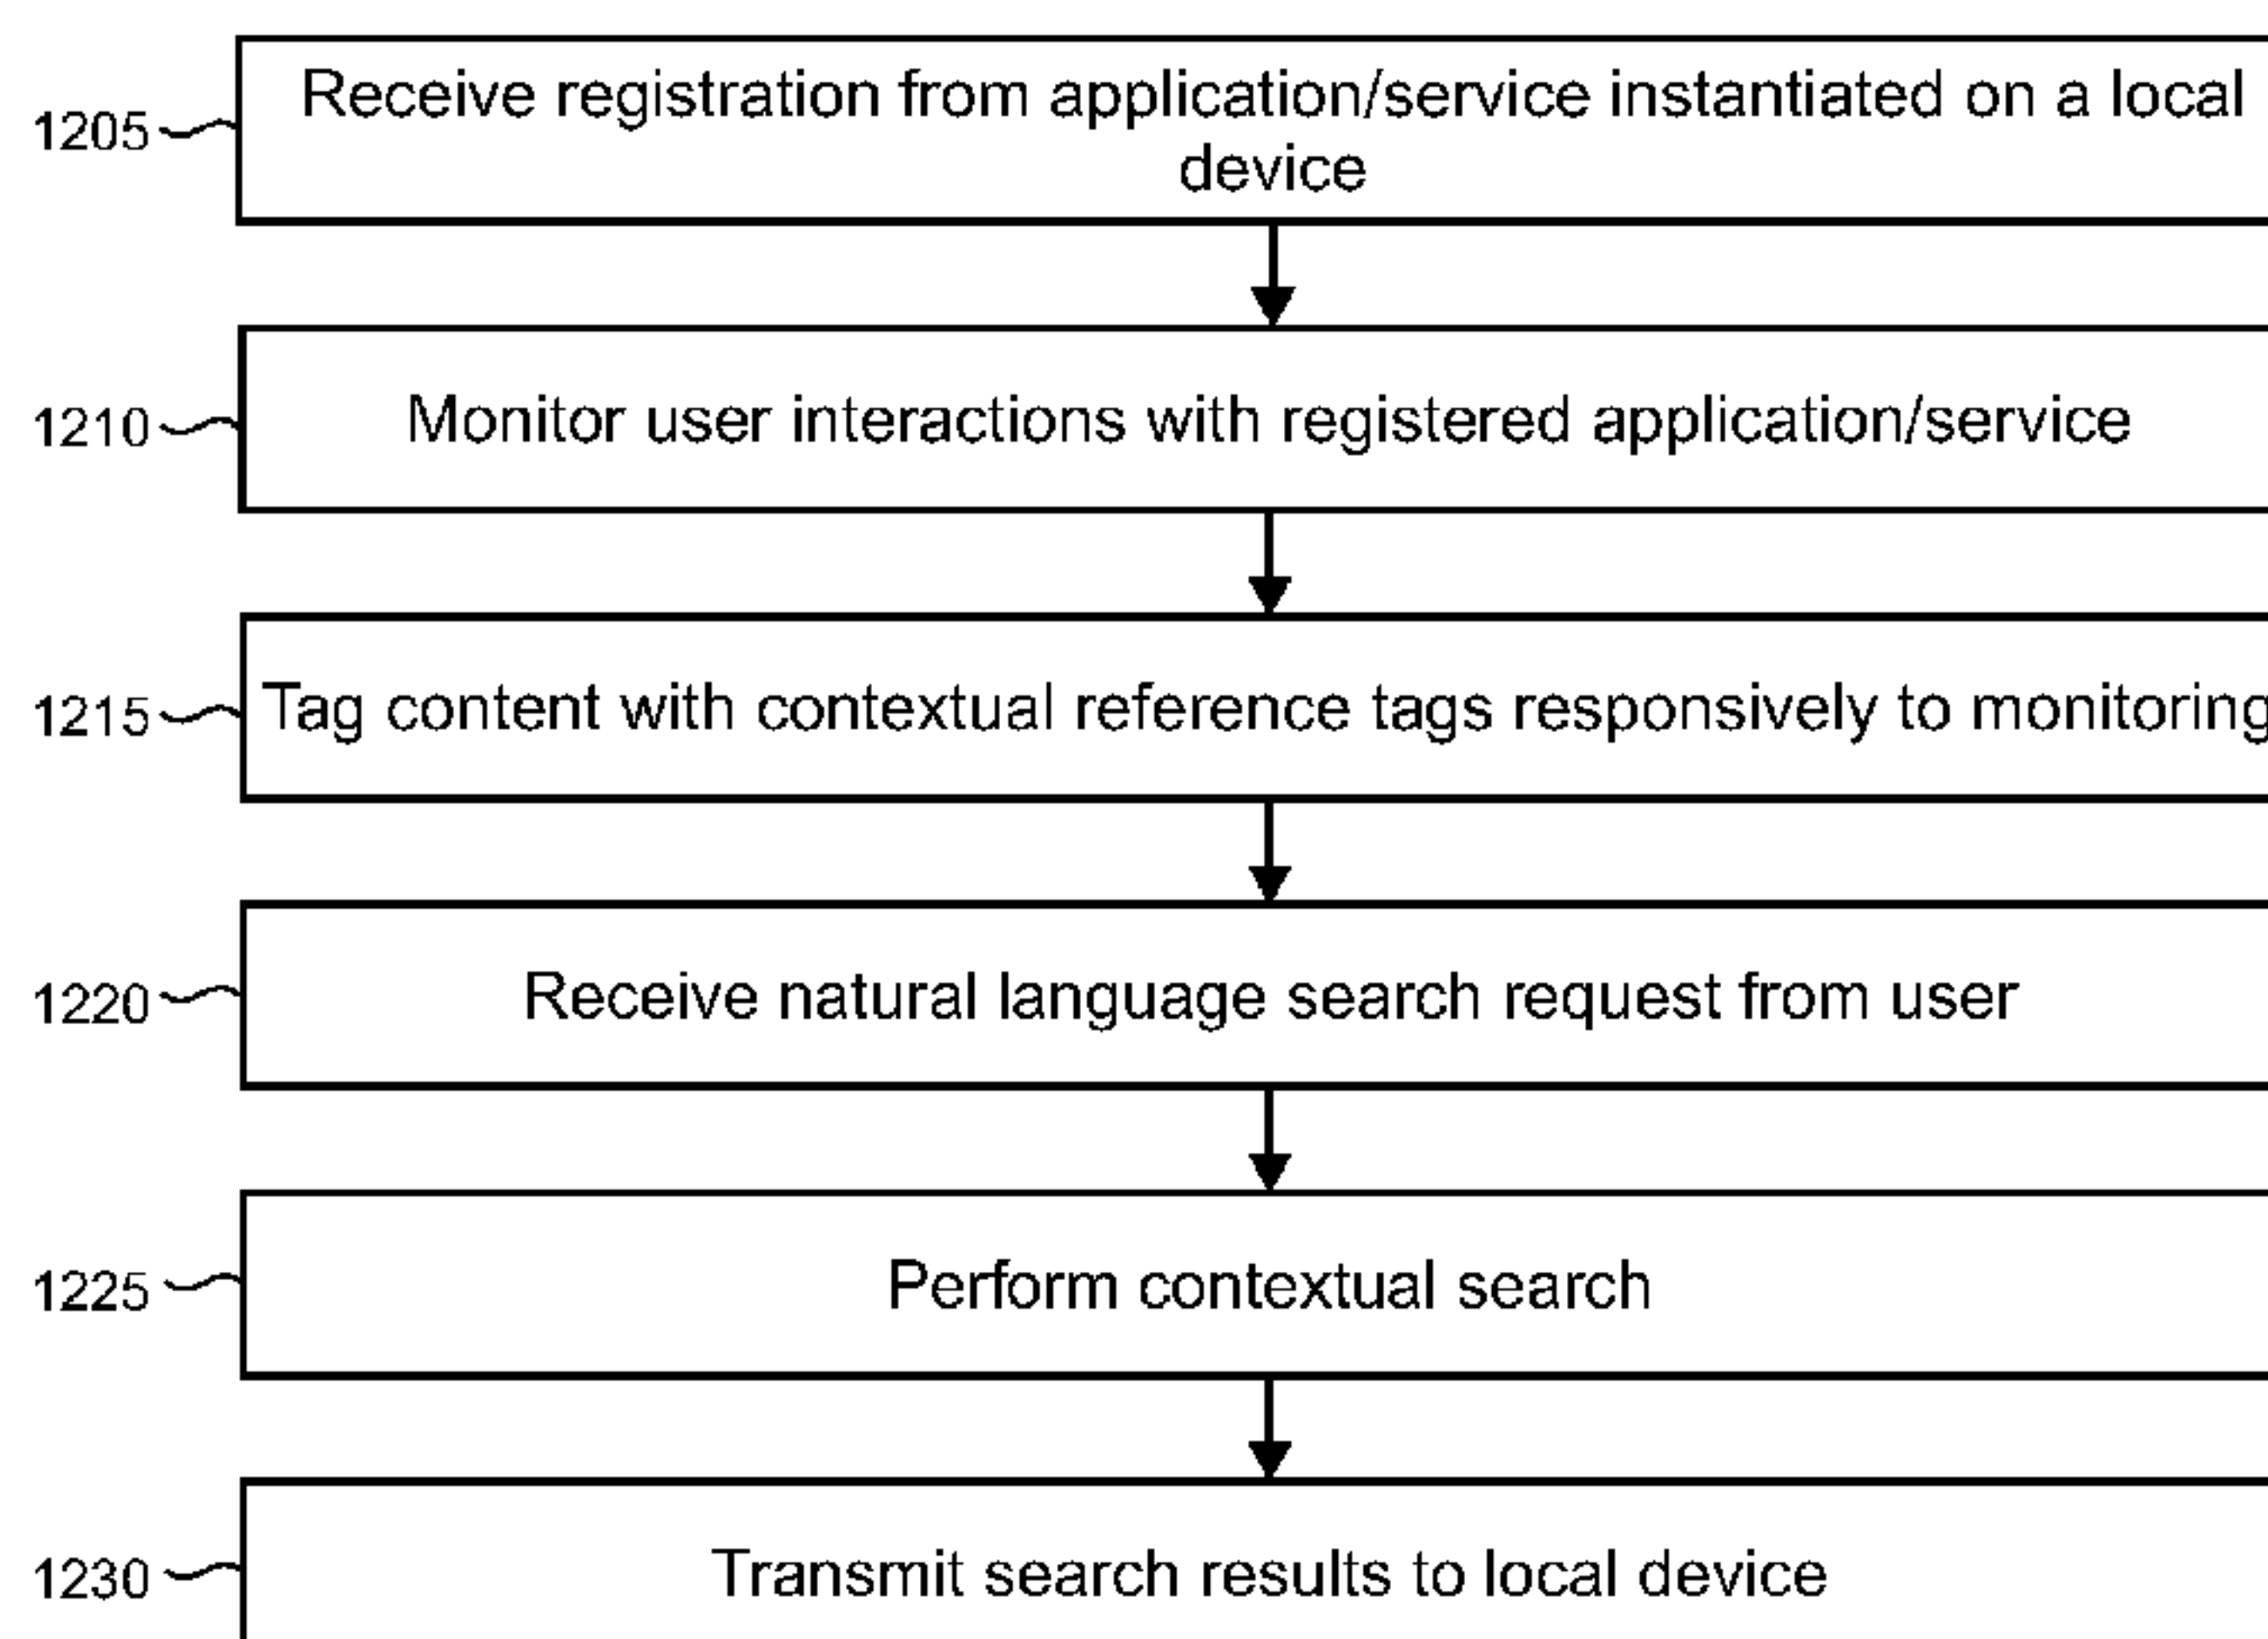 1205 Receive registration from application/service instantiated on a local
device
1210 Monitor user interactions with registered application/service
1215 Tag content with contextual reference tags responsively to monitoring
1220 Receive natural language search request from user
1225 Perform contextual search
1230 Transmit search results to local device